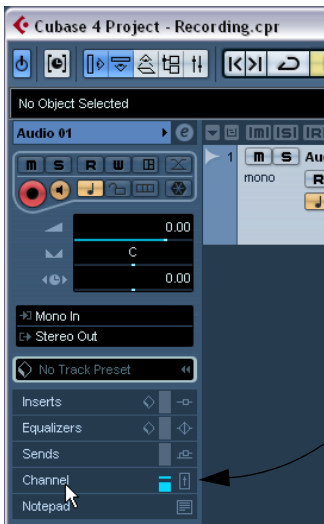 Cubase 4 Project - Recording.cpr
No Object Selected
Audio 01
e
m S R W
0.00
C
0.00
Mono In
Stereo Out
No Track Preset
Inserts
Equalizers
Sends
Channel
Notepad
m S R
1 m S Au
mono R